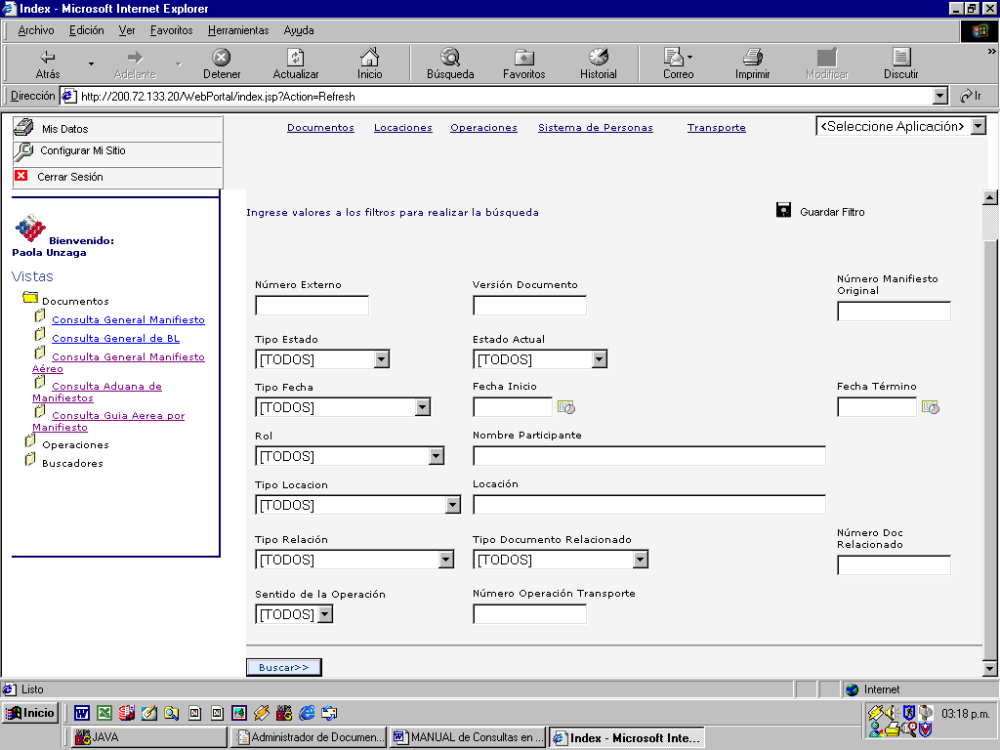 Index - Microsoft Internet Explorer
Archivo Edición Ver Favoritos Herramientas Ayuda
Atrás Adelante Detener Actualizar Inicio Búsqueda Favoritos Historial Correo Imprimir Modificar Discutir
Dirección http://200.72.133.20/WebPortal/index.jsp?Action=Refresh Ir
Mis Datos
Configurar Mi Sitio
Cerrar Sesión
Documentos Locaciones Operaciones Sistema de Personas Transporte <Seleccione Aplicación>
Bienvenido:
Paola Unzaga
Vistas
Documentos
Consulta General Manifiesto
Consulta General de BL
Consulta General Manifiesto
Aéreo
Consulta Aduana de
Manifiestos
Consulta Guia Aerea por
Manifiesto
Operaciones
Buscadores
Ingrese valores a los filtros para realizar la búsqueda Guardar Filtro
Número Externo Versión Documento Número Manifiesto
Original
Tipo Estado Estado Actual
[TODOS] [TODOS]
Tipo Fecha Fecha Inicio Fecha Término
[TODOS]
Rol Nombre Participante
[TODOS]
Tipo Locacion Locación
[TODOS]
Tipo Relación Tipo Documento Relacionado Número Doc
Relacionado
[TODOS] [TODOS]
Sentido de la Operación Número Operación Transporte
[TODOS]
Buscar>>
Listo Internet
Inicio 03:18 p.m.
JAVA Administrador de Documen... MANUAL de Consultas en ... Index - Microsoft Inte...